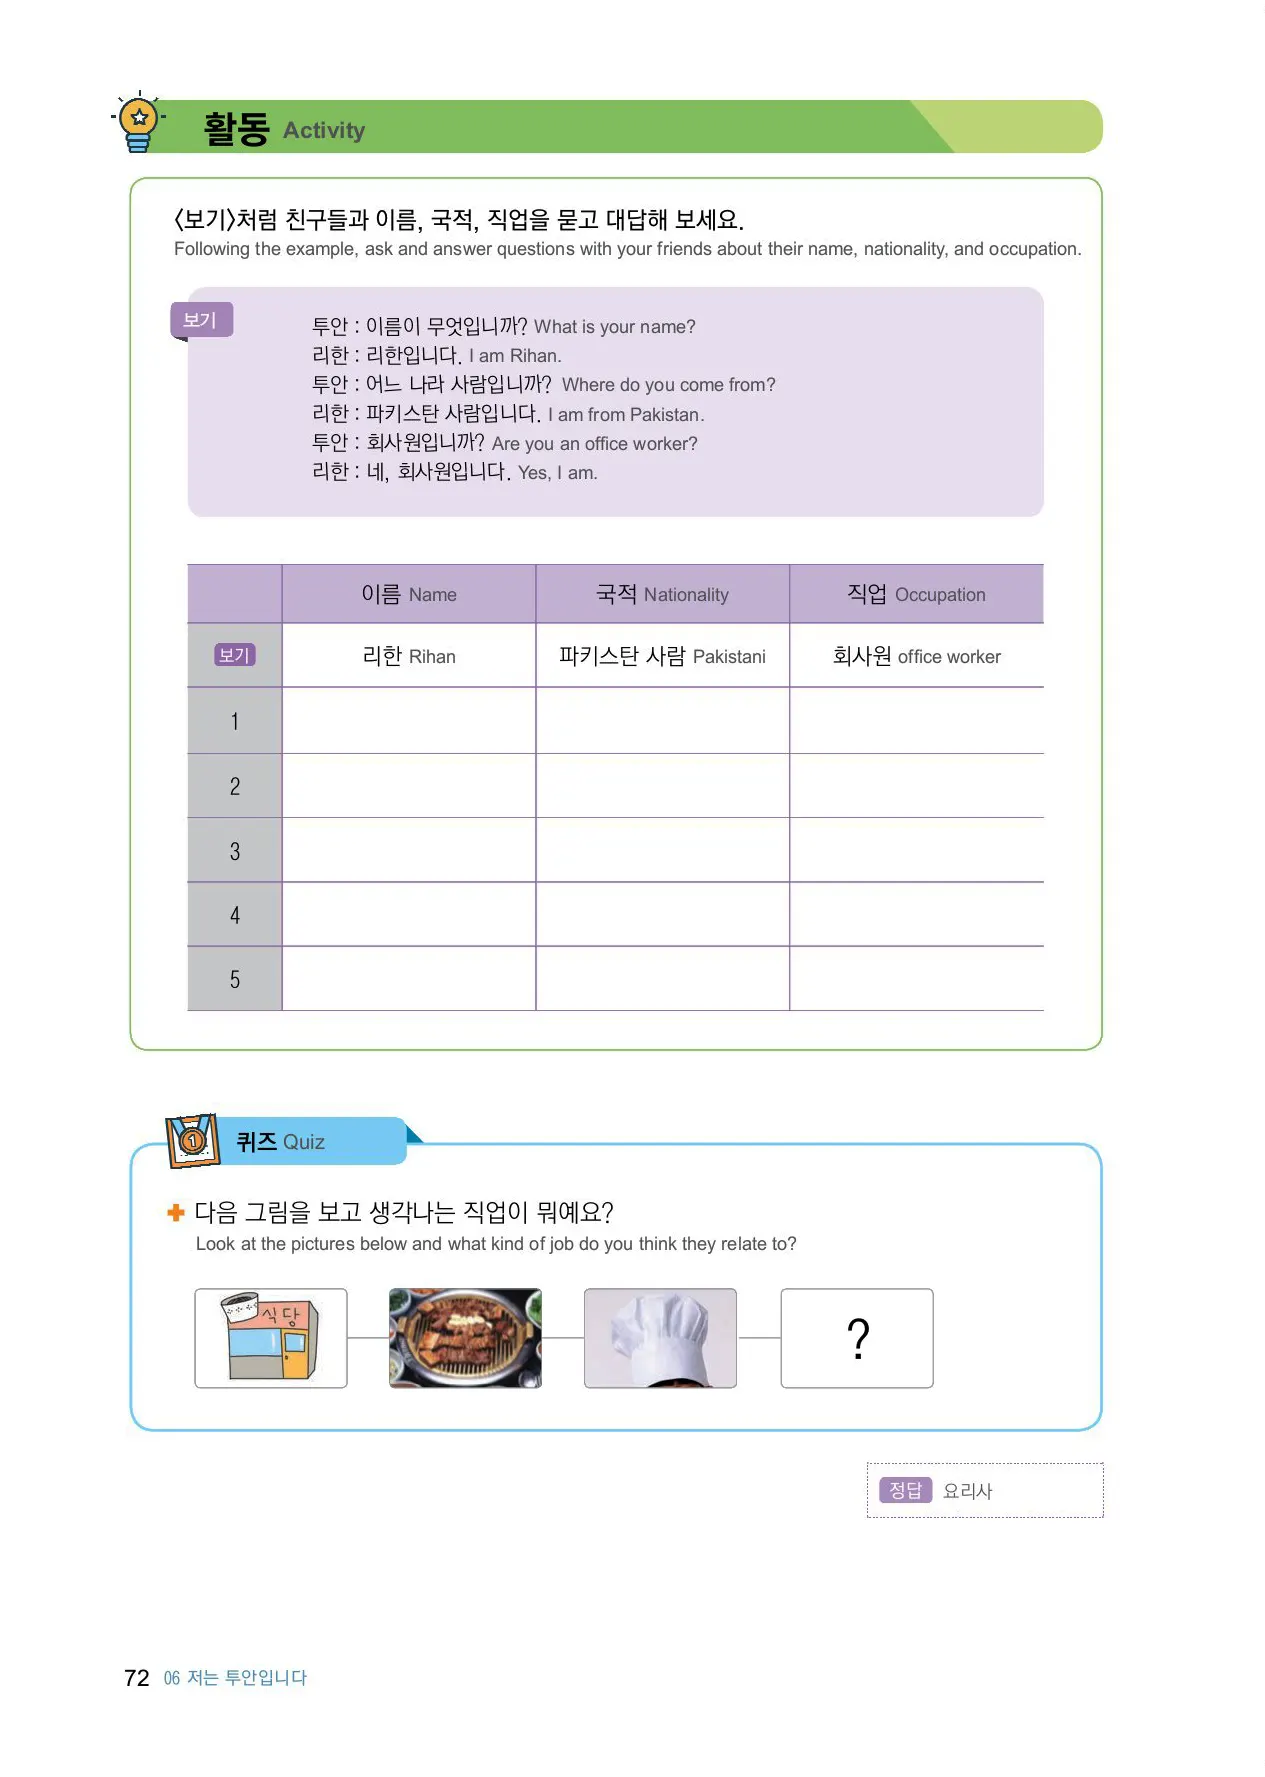 활동 Activity
〈보기〉처럼 친구들과 이름, 국적, 직업을 묻고 대답해 보세요.
Following the example, ask and answer questions with your friends about their name, nationality, and occupation.
보기
투안 : 이름이 무엇입니까? What is your name?
리한 : 리한입니다. I am Rihan.
투안 : 어느 나라 사람입니까? Where do you come from?
리한 : 파키스탄 사람입니다. I am from Pakistan.
투안 : 회사원입니까? Are you an office worker?
리한 : 네, 회사원입니다. Yes, I am.
이름 Name 국적 Nationality 직업 Occupation
보기 리한 Rihan 파키스탄 사람 Pakistani 회사원 office worker
1
2
3
4
5
1 퀴즈 Quiz
다음 그림을 보고 생각나는 직업이 뭐예요?
Look at the pictures below and what kind of job do you think they relate to?
식당 ?
정답 요리사
72 06 저는 투안입니다